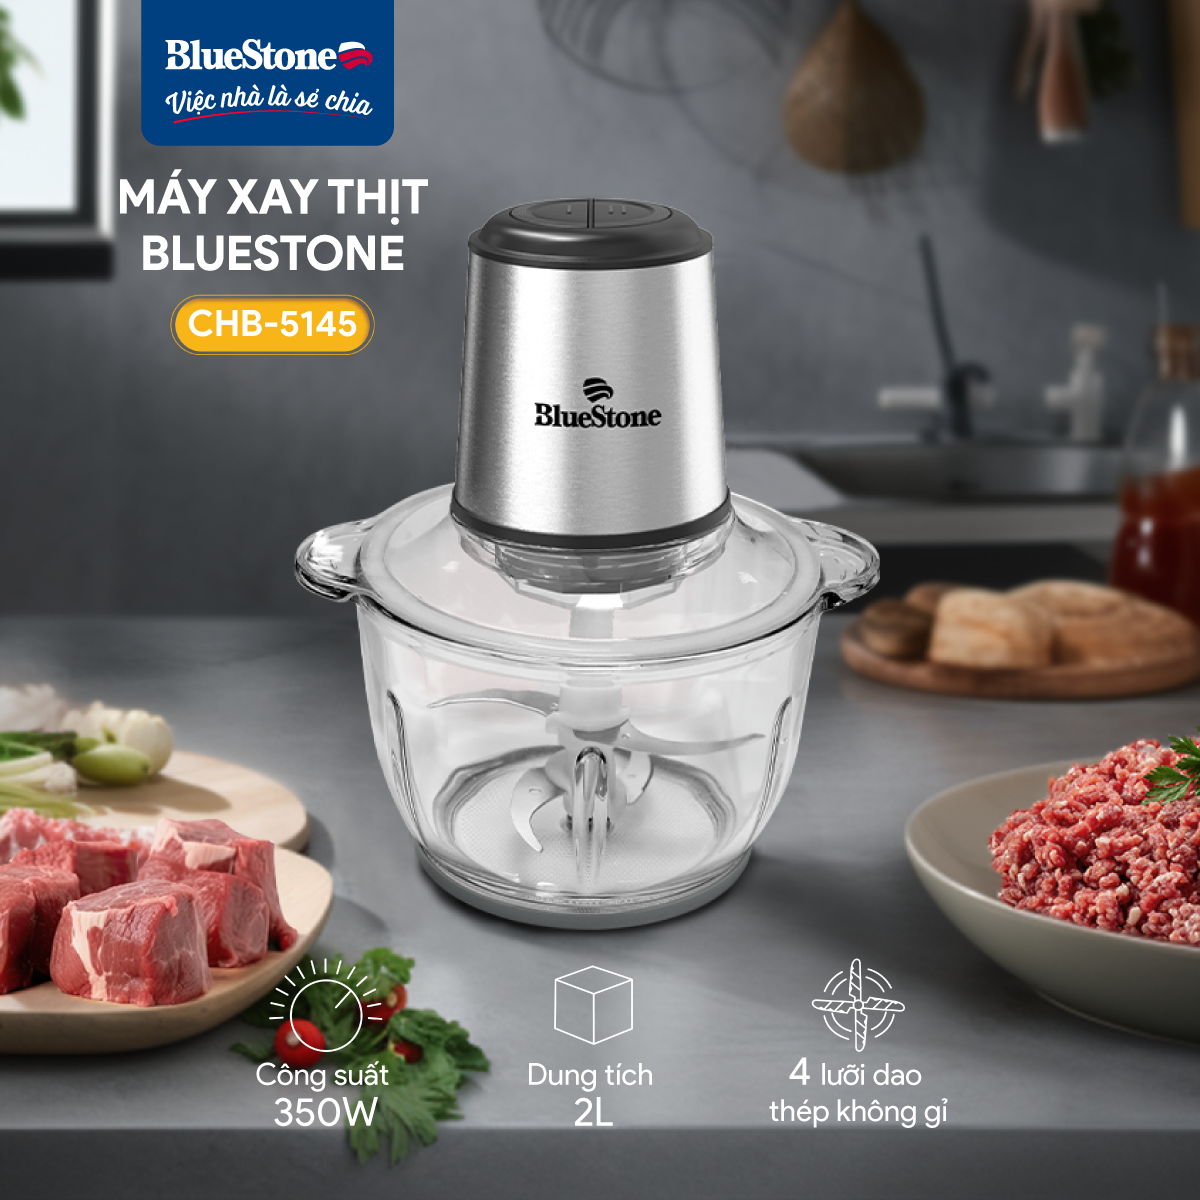 BlueStone
Việc nhà là sẻ chia
MÁY XAY THỊT
BLUESTONE
CHB-5145
BlueStone
Công suất
350W
Dung tích
2L
4 lưỡi dao
thép không gỉ